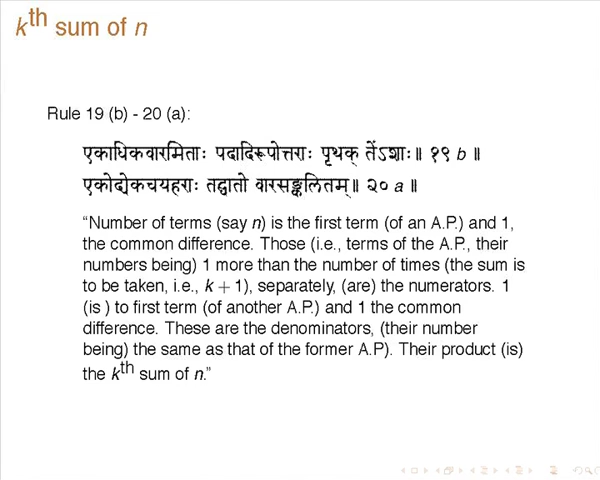 kth sum of n
Rule 19 (b) - 20 (a):
एकाधिकवारमिताः पदादिरूपोत्तराः पृथक् तेंऽशाः॥ १९ b ॥
एकोद्येकचयहराः तद्घातो वारसङ्कलितम्॥ २० a ॥
“Number of terms (say n) is the first term (of an A.P.) and 1,
the common difference. Those (i.e., terms of the A.P., their
numbers being) 1 more than the number of times (the sum is
to be taken, i.e., k + 1), separately, (are) the numerators. 1
(is ) to first term (of another A.P.) and 1 the common
difference. These are the denominators, (their number
being) the same as that of the former A.P). Their product (is)
the kth sum of n.”